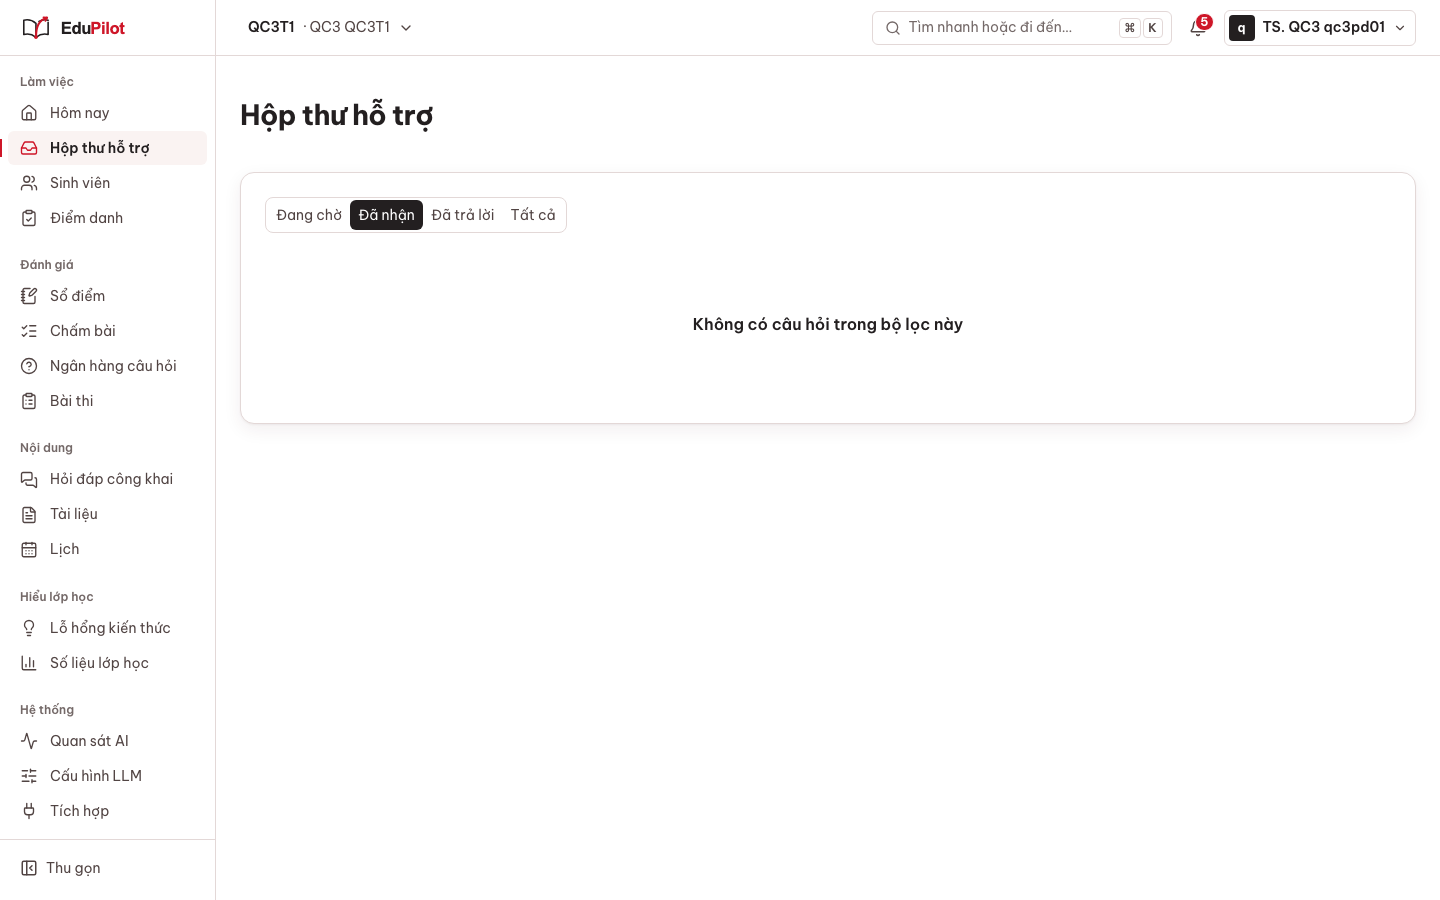 EduPilot
QC3T1 · QC3 QC3T1
Tìm nhanh hoặc đi đến...
⌘ K
5
q
TS. QC3 qc3pd01
Làm việc
Hôm nay
Hộp thư hỗ trợ
Sinh viên
Điểm danh
Đánh giá
Sổ điểm
Chấm bài
Ngân hàng câu hỏi
Bài thi
Nội dung
Hỏi đáp công khai
Tài liệu
Lịch
Hiểu lớp học
Lỗ hổng kiến thức
Số liệu lớp học
Hệ thống
Quan sát AI
Cấu hình LLM
Tích hợp
Thu gọn
Hộp thư hỗ trợ
Đang chờ Đã nhận Đã trả lời Tất cả
Không có câu hỏi trong bộ lọc này